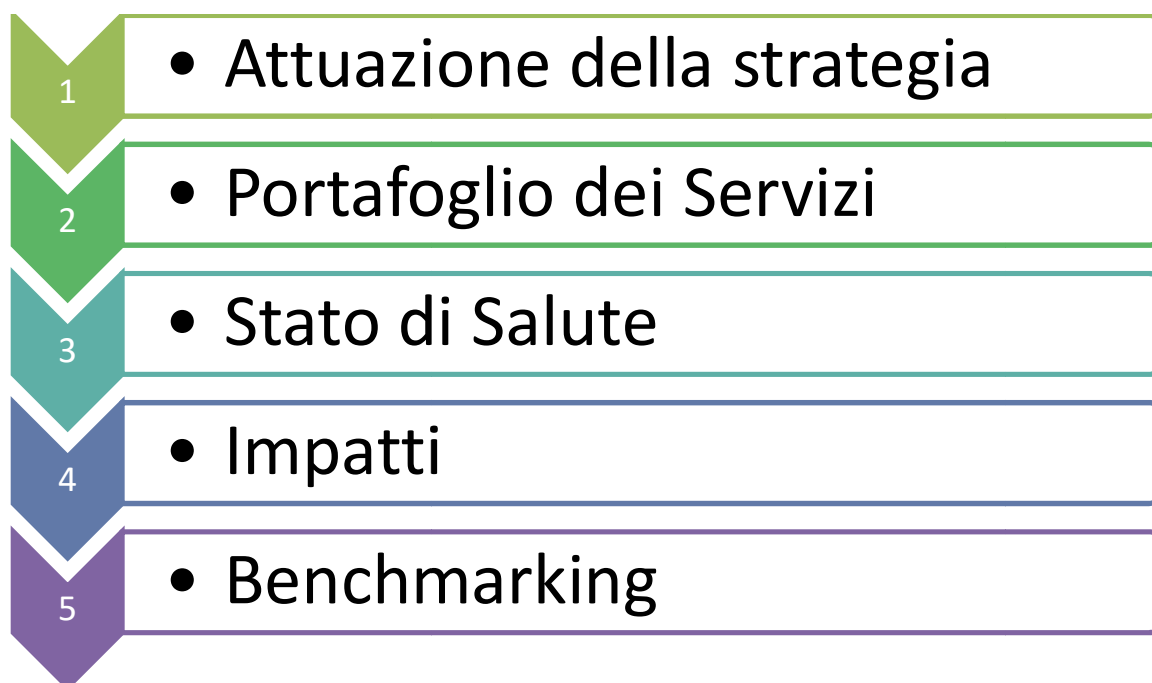 1
• Attuazione della strategia
2
• Portafoglio dei Servizi
3
• Stato di Salute
4
• Impatti
5
• Benchmarking